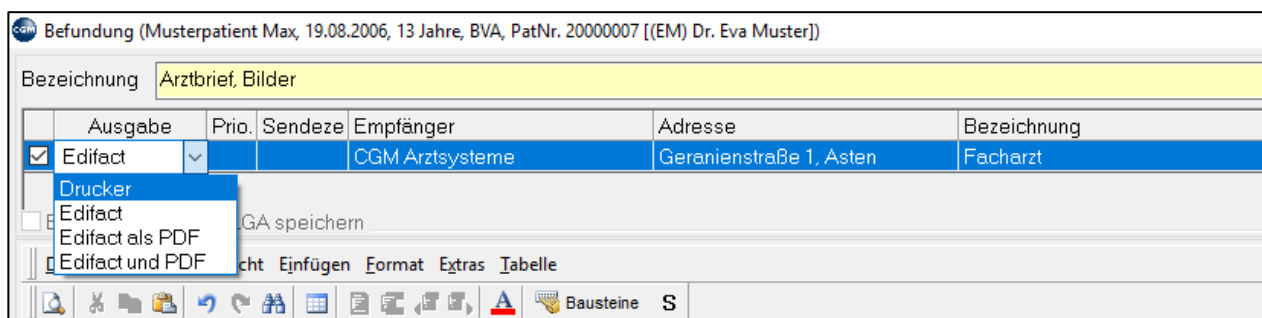 CGM Befundung (Musterpatient Max, 19.08.2006, 13 Jahre, BVA, PatNr. 20000007 [(EM) Dr. Eva Muster])
Bezeichnung Arztbrief, Bilder
Ausgabe Prio. Sendeze Empfänger Adresse Bezeichnung
Edifact CGM Arztsysteme Geranienstraße 1, Asten Facharzt
Drucker
Edifact
GA speichern
Edifact als PDF
Edifact und PDF
cht Einfügen Format Extras Tabelle
A Bausteine S